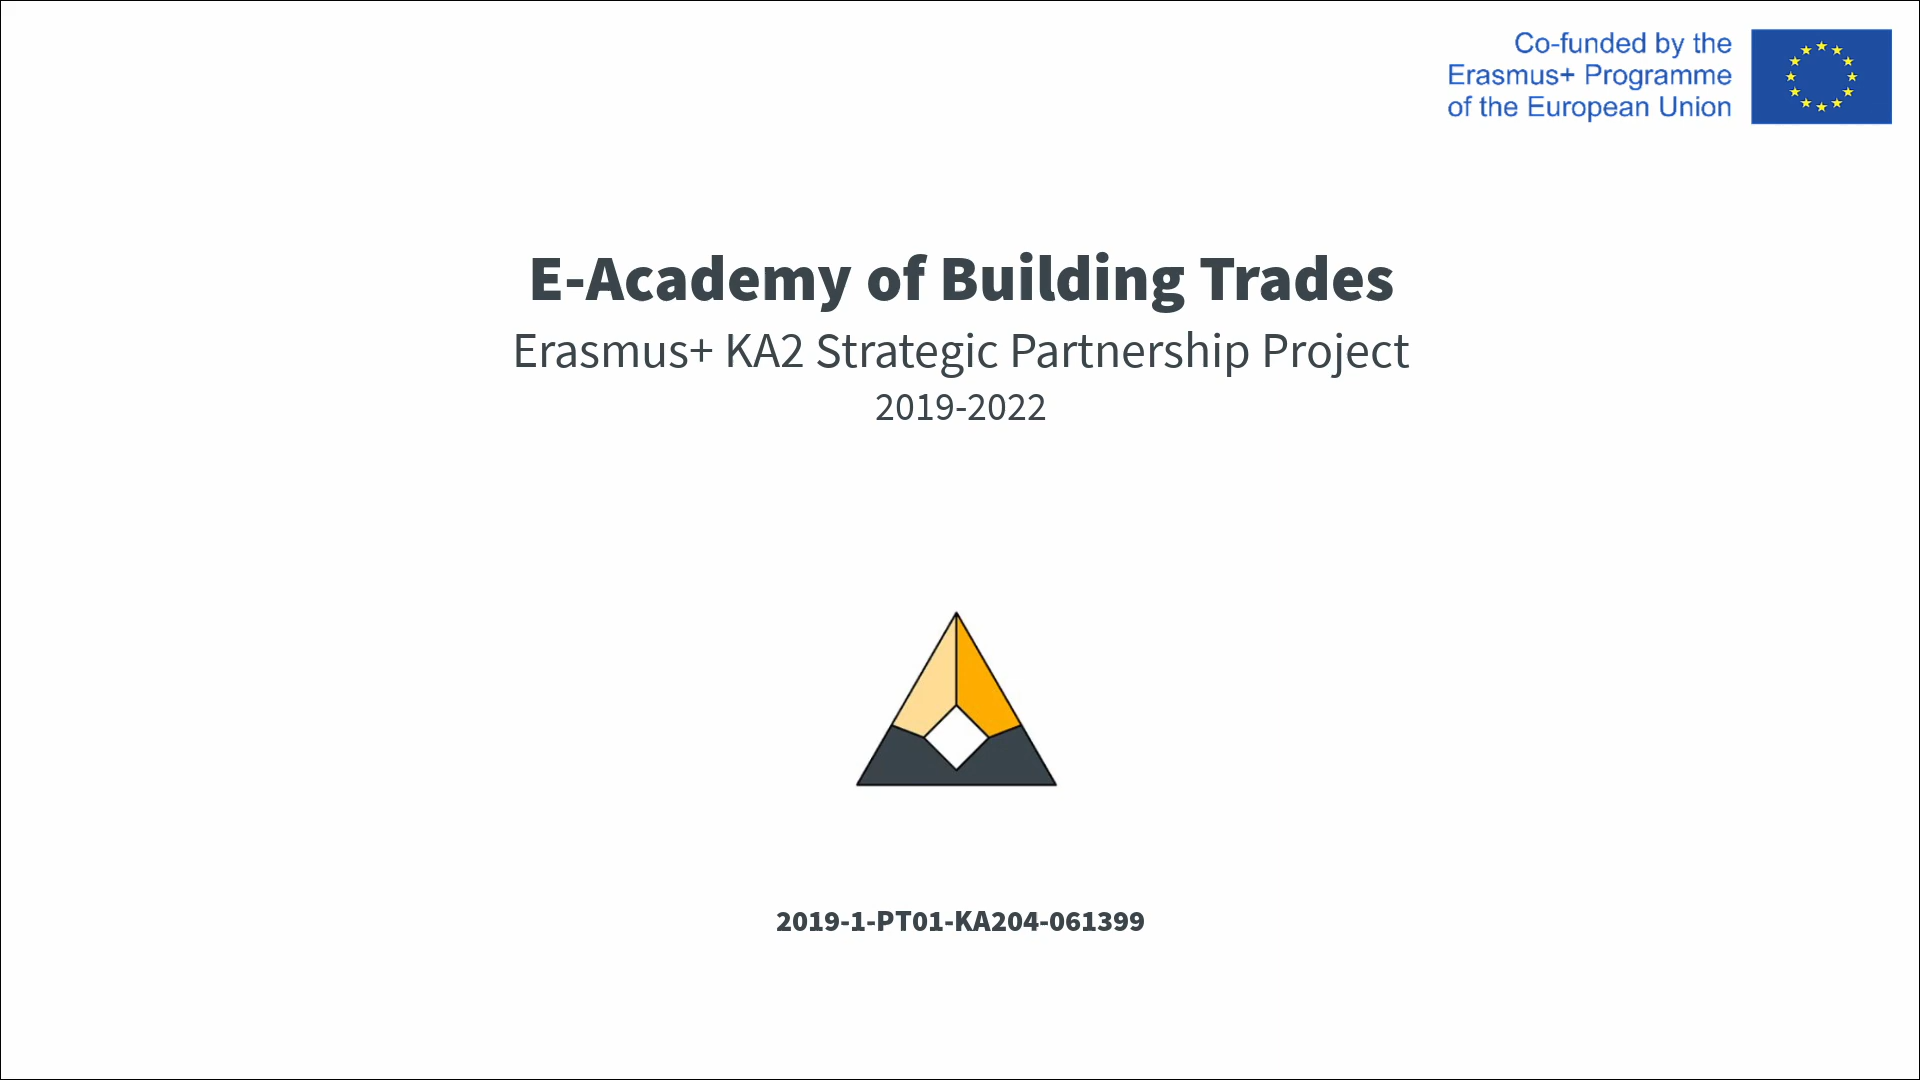 Co-funded by the
Erasmus+ Programme
of the European Union
E-Academy of Building Trades
Erasmus+ KA2 Strategic Partnership Project
2019-2022
2019-1-PT01-KA204-061399